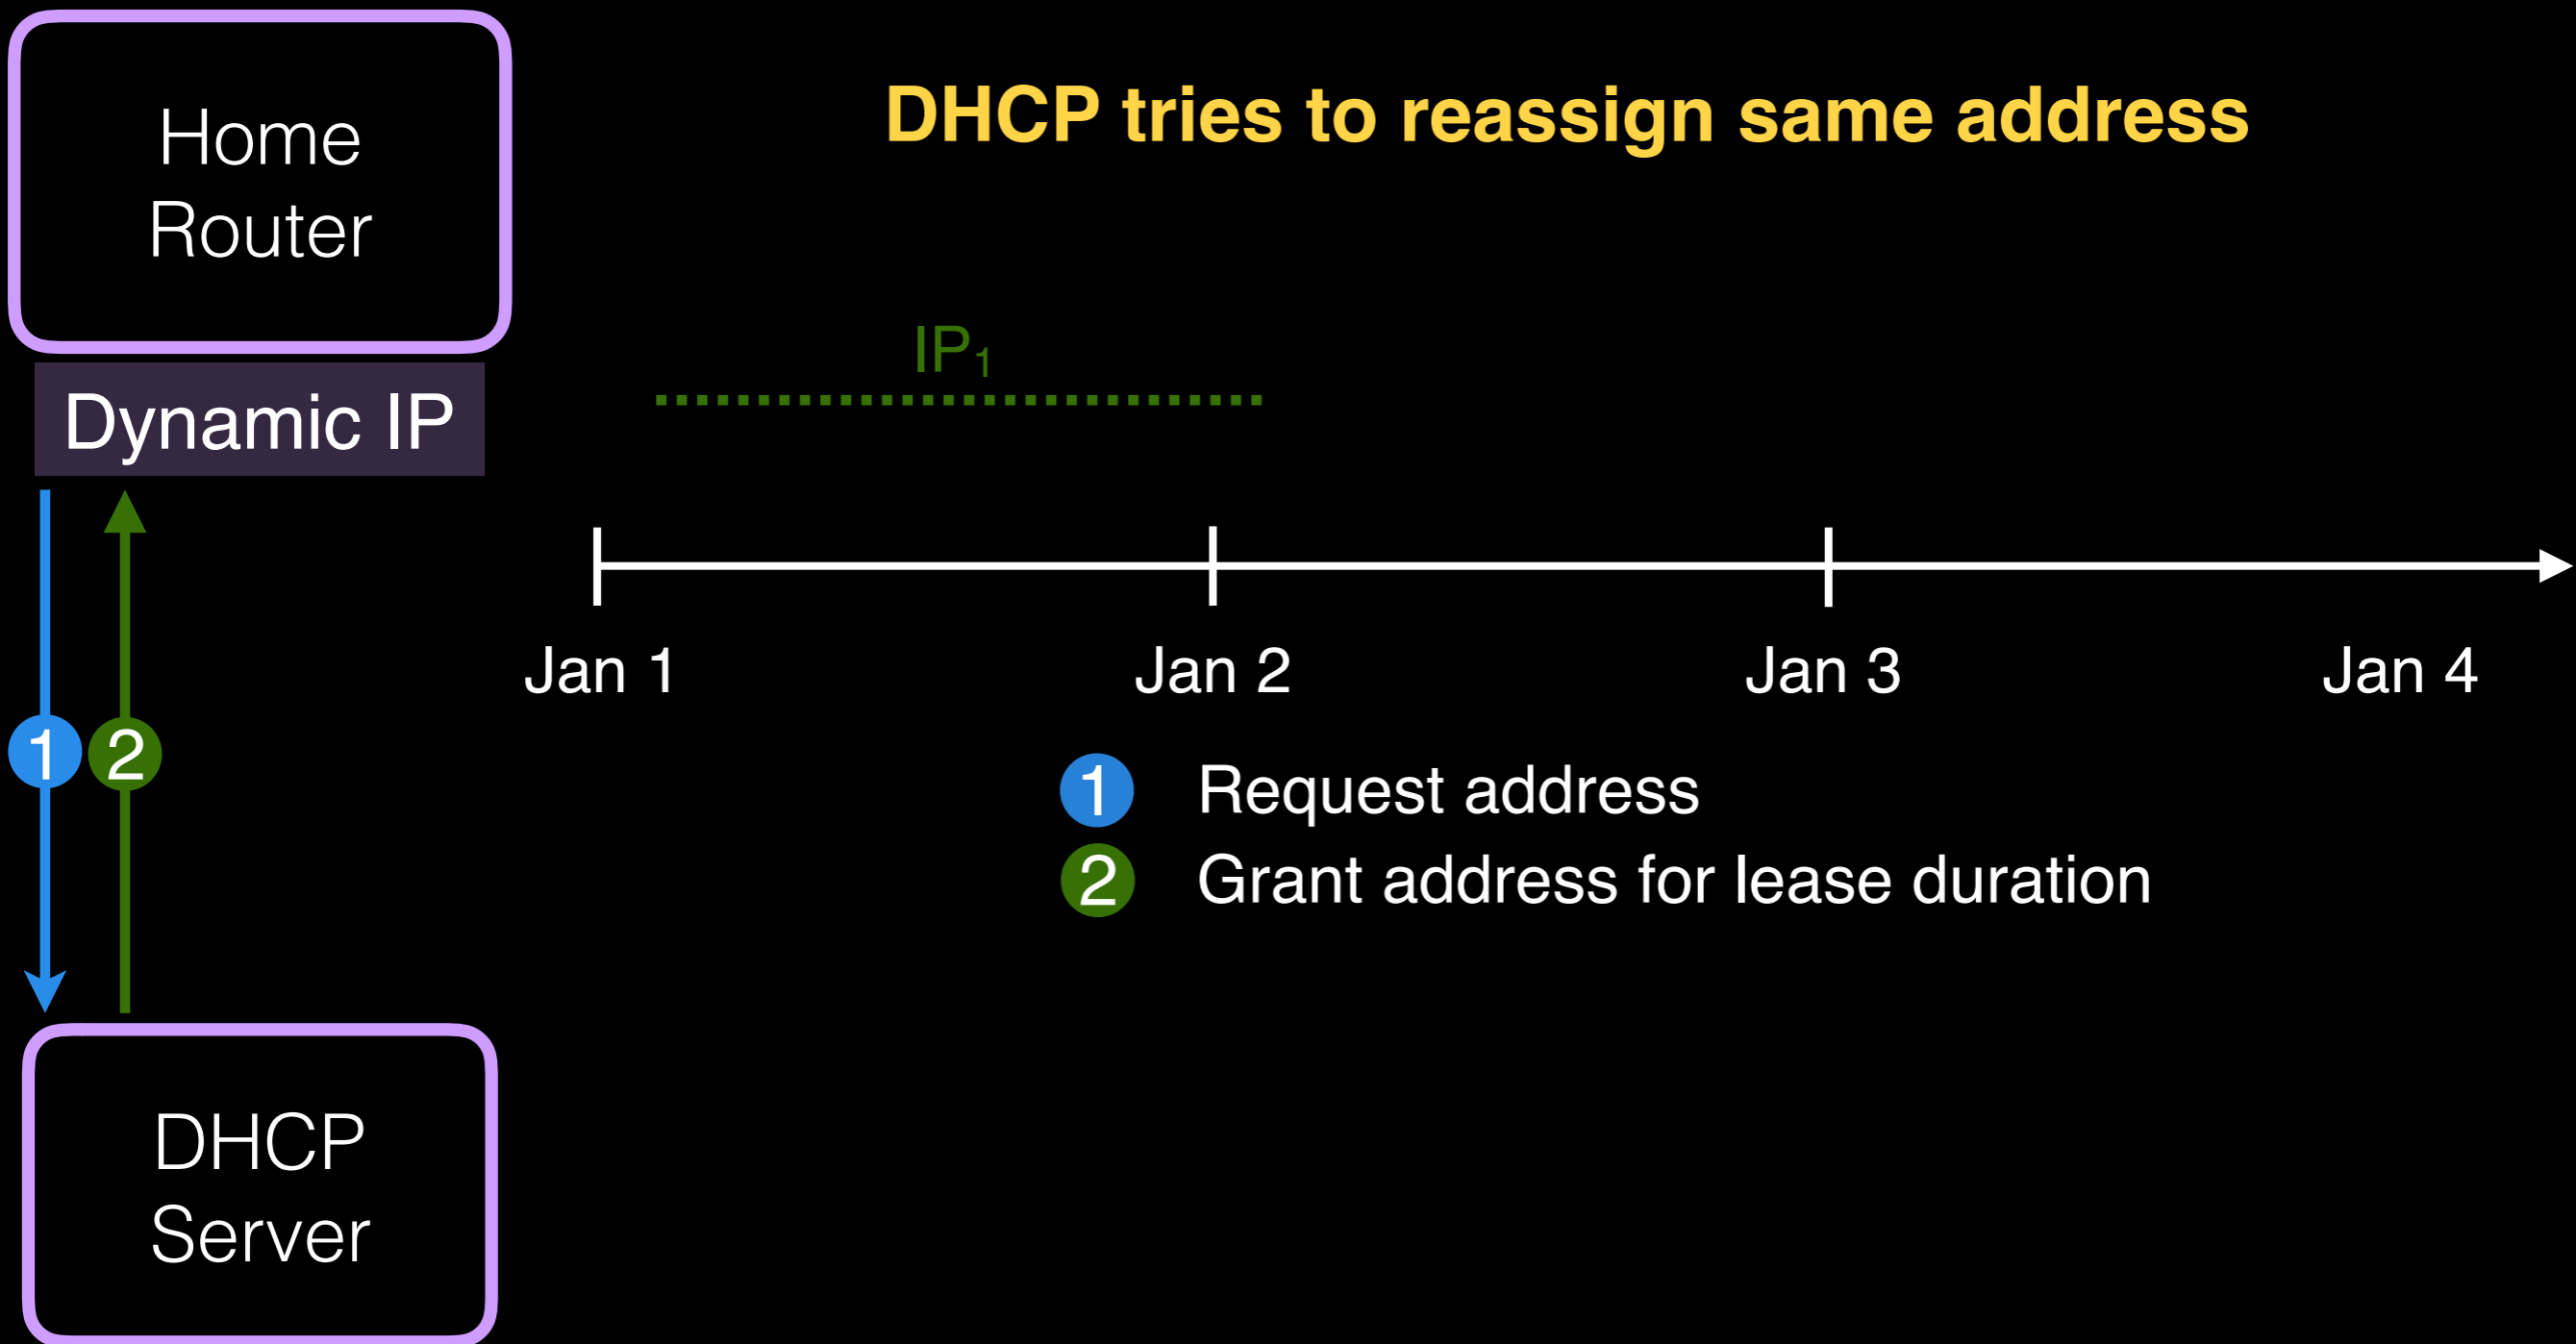 Home
Router
DHCP tries to reassign same address
IP₁
Dynamic IP
Jan 1
Jan 2
Jan 3
Jan 4
1
2
1 Request address
2 Grant address for lease duration
DHCP
Server